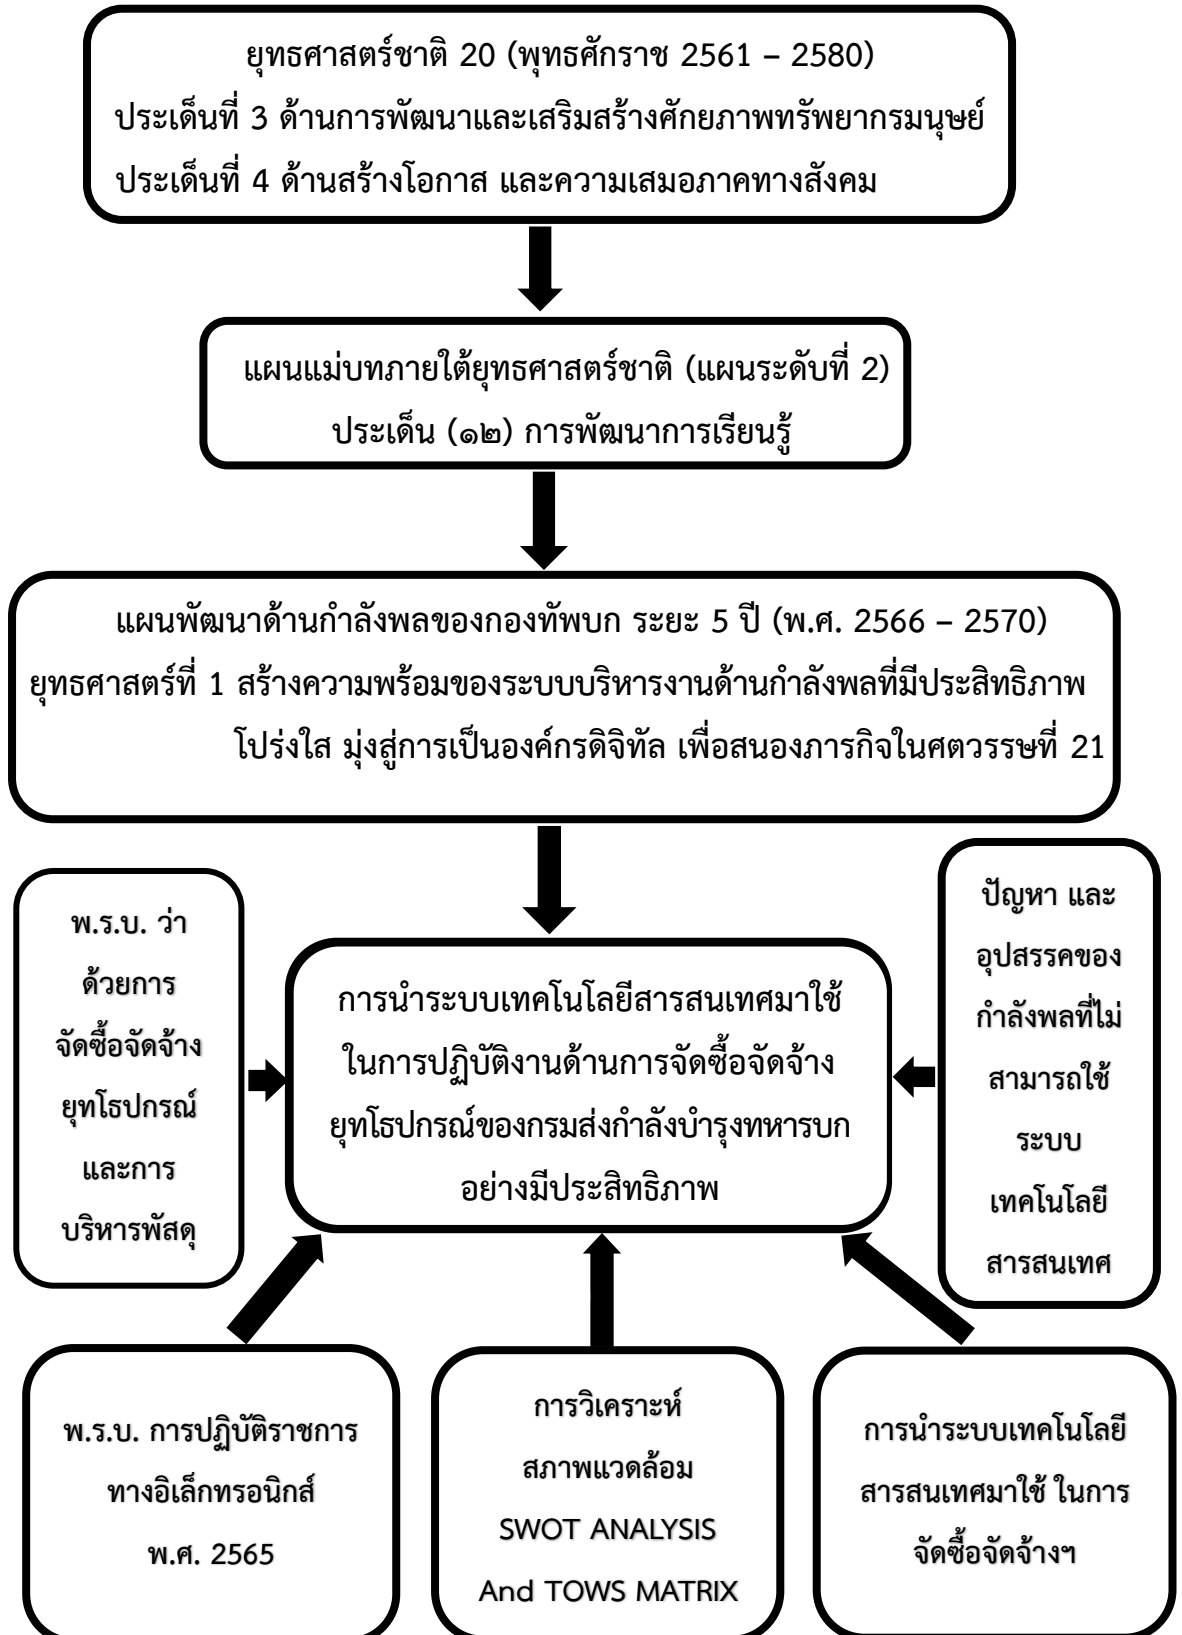 ยุทธศาสตร์ชาติ 20 (พุทธศักราช 2561 – 2580)
ประเด็นที่ 3 ด้านการพัฒนาและเสริมสร้างศักยภาพทรัพยากรมนุษย์
ประเด็นที่ 4 ด้านสร้างโอกาส และความเสมอภาคทางสังคม
แผนแม่บทภายใต้ยุทธศาสตร์ชาติ (แผนระดับที่ 2)
ประเด็น (๑๒) การพัฒนาการเรียนรู้
แผนพัฒนาด้านกำลังพลของกองทัพบก ระยะ 5 ปี (พ.ศ. 2566 – 2570)
ยุทธศาสตร์ที่ 1 สร้างความพร้อมของระบบบริหารงานด้านกำลังพลที่มีประสิทธิภาพ
โปร่งใส มุ่งสู่การเป็นองค์กรดิจิทัล เพื่อสนองภารกิจในศตวรรษที่ 21
พ.ร.บ. ว่า
ด้วยการ
จัดซื้อจัดจ้าง
ยุทโธปกรณ์
และการ
บริหารพัสดุ
การนำระบบเทคโนโลยีสารสนเทศมาใช้
ในการปฏิบัติงานด้านการจัดซื้อจัดจ้าง
ยุทโธปกรณ์ของกรมส่งกำลังบำรุงทหารบก
อย่างมีประสิทธิภาพ
ปัญหา และ
อุปสรรคของ
กำลังพลที่ไม่
สามารถใช้
ระบบ
เทคโนโลยี
สารสนเทศ
พ.ร.บ. การปฏิบัติราชการ
ทางอิเล็กทรอนิกส์
พ.ศ. 2565
การวิเคราะห์
สภาพแวดล้อม
SWOT ANALYSIS
And TOWS MATRIX
การนำระบบเทคโนโลยี
สารสนเทศมาใช้ ในการ
จัดซื้อจัดจ้างฯ